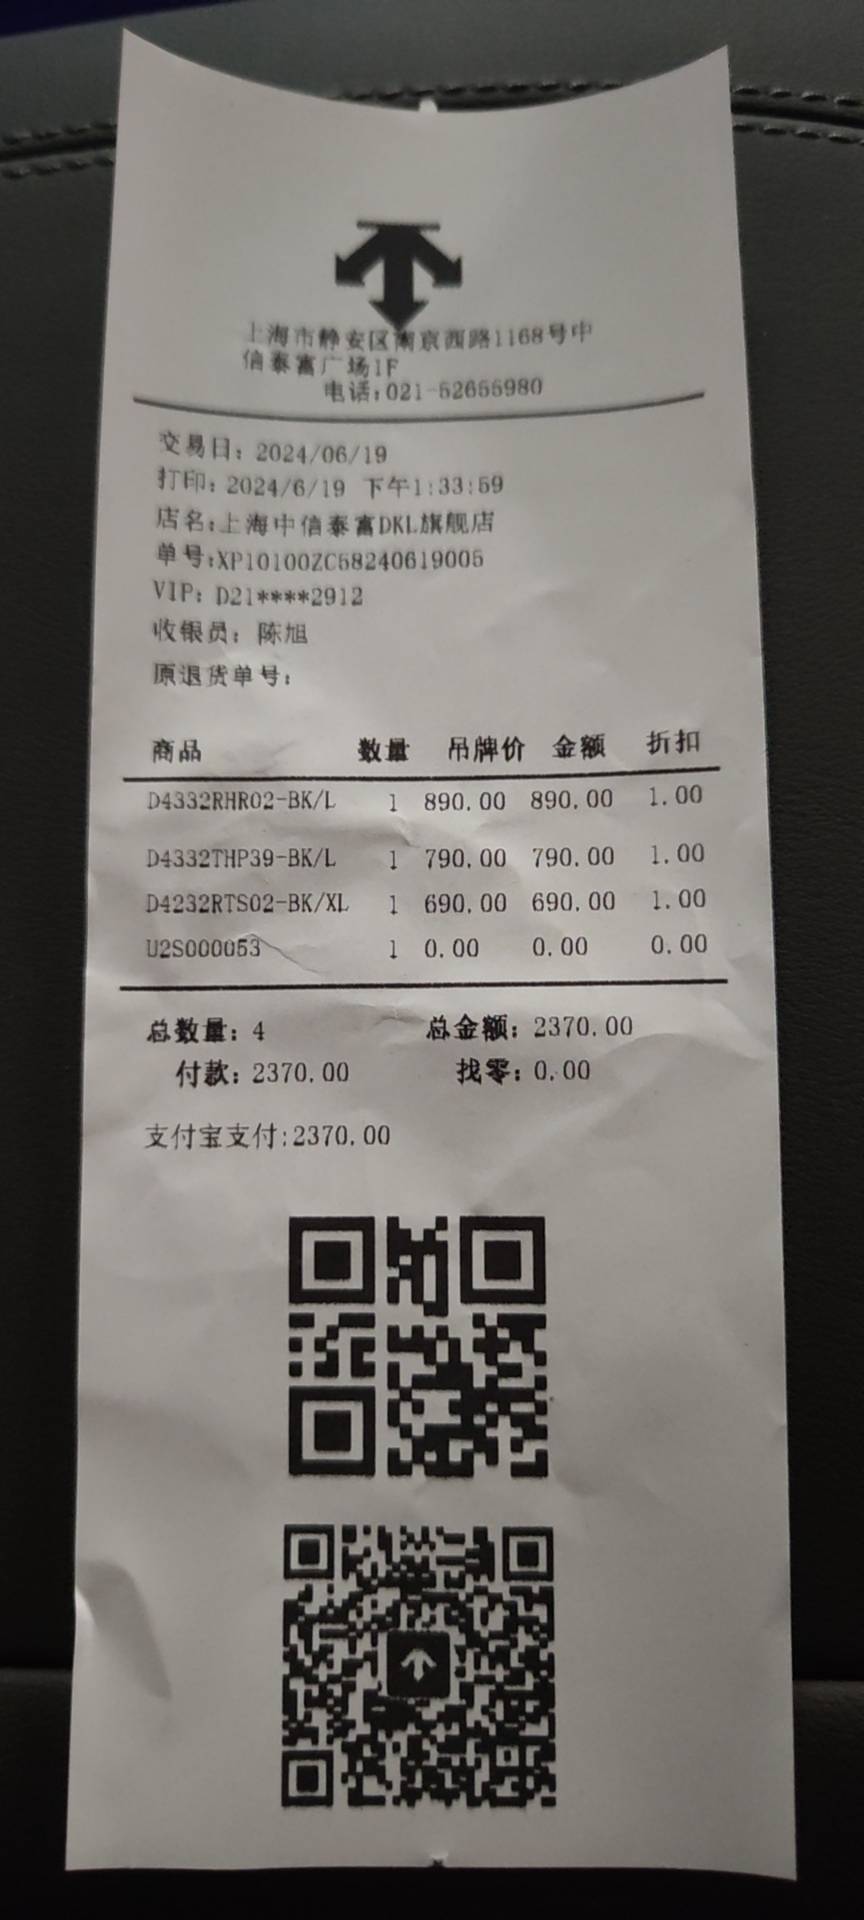 上海市静安区南京西路1168号中
信泰富广场1F
电话:021-52655980
交易日: 2024/06/19
打印: 2024/6/19 下午1:33:59
店名:上海中信泰富DKL旗舰店
单号:XP10100ZC58240619005
VIP: D21****2912
收银员: 陈旭
原退货单号:
商品 数量 吊牌价 金额 折扣
D4332RHR02-BK/L 1 890.00 890.00 1.00
D4332THP39-BK/L 1 790.00 790.00 1.00
D4232RTS02-BK/XL 1 690.00 690.00 1.00
U2S000053 1 0.00 0.00 0.00
总数量: 4 总金额: 2370.00
付款: 2370.00 找零: 0.00
支付宝支付:2370.00